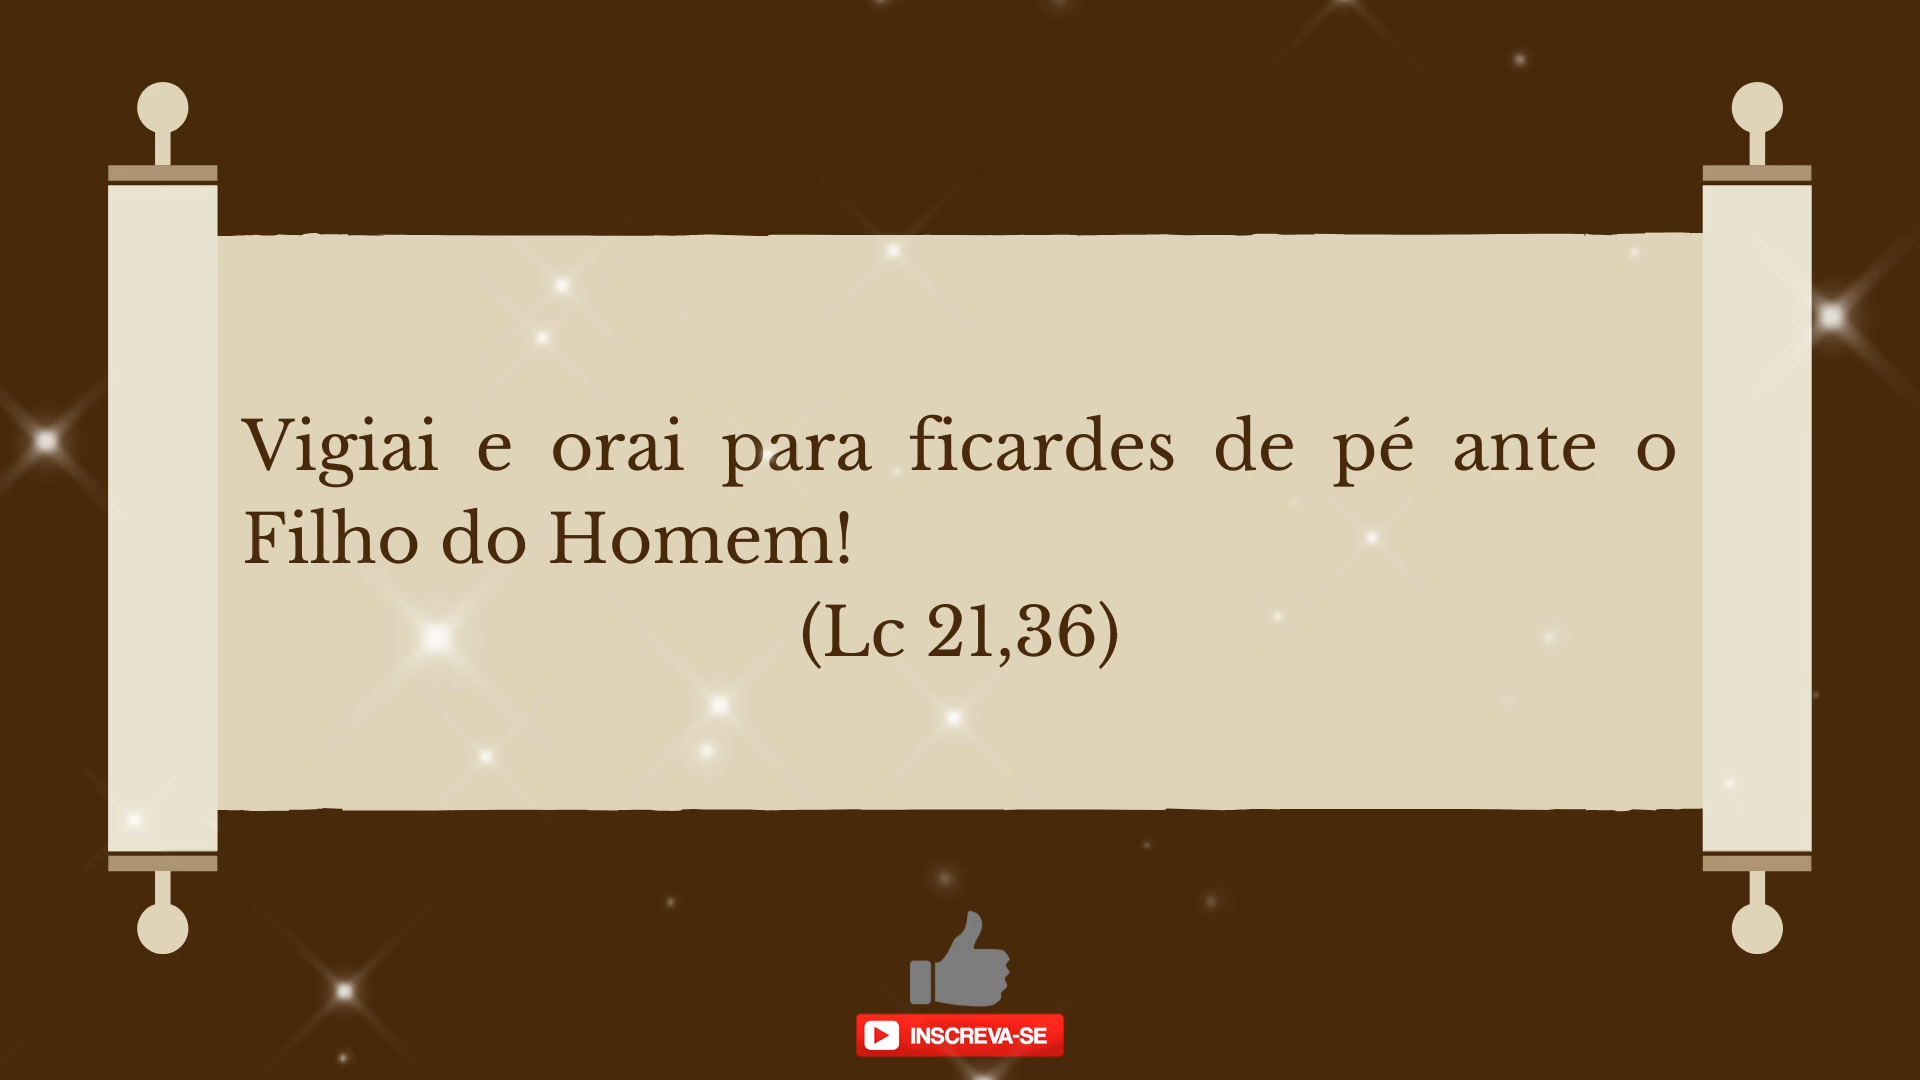 Vigiai e orai para ficardes de pé ante o
Filho do Homem!
(Lc 21,36)
INSCREVA-SE